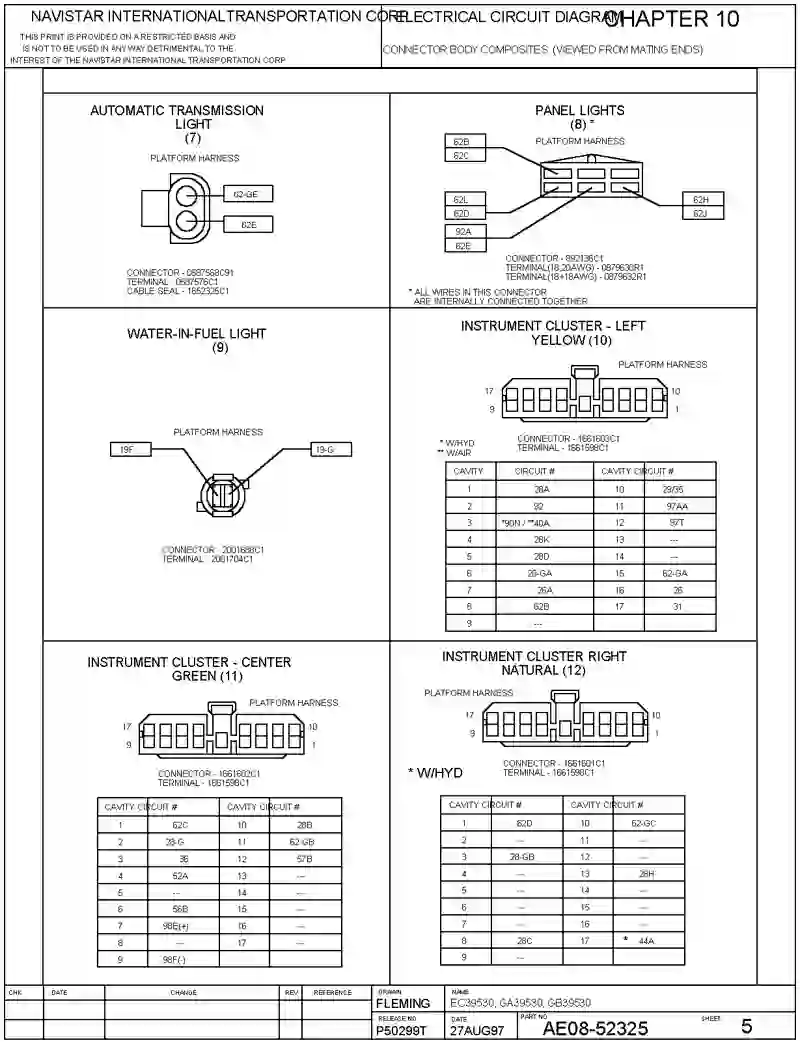 NAVISTAR INTERNATIONAL TRANSPORTATION CORP.
THIS PRINT IS PROVIDED ON A RESTRICTED BASIS AND
IS NOT TO BE USED IN ANY WAY DETRIMENTAL TO THE
INTEREST OF THE NAVISTAR INTERNATIONAL TRANSPORTATION CORP
ELECTRICAL CIRCUIT DIAGRAM
CHAPTER 10
CONNECTOR BODY COMPOSITES (VIEWED FROM MATING ENDS)
AUTOMATIC TRANSMISSION
LIGHT
(7)
PLATFORM HARNESS
62-GE
62E
CONNECTOR - 0587568C91
TERMINAL 0587576C1
CABLE SEAL - 1652325C1
PANEL LIGHTS
(8) *
PLATFORM HARNESS
62B
62C
62L
62D
92A
62E
62H
62J
CONNECTOR - 892136C1
TERMINAL(18,20AWG) - 0879630R1
TERMINAL(18+18AWG) - 0879632R1
* ALL WIRES IN THIS CONNECTOR
ARE INTERNALLY CONNECTED TOGETHER
WATER-IN-FUEL LIGHT
(9)
PLATFORM HARNESS
19F
19-G
CONNECTOR 2001688C1
TERMINAL 2001704C1
INSTRUMENT CLUSTER - LEFT
YELLOW (10)
PLATFORM HARNESS
17 10
9 1
* W/HYD
** W/AIR
CONNECTOR - 1661603C1
TERMINAL - 1661598C1
CAVITY CIRCUIT # CAVITY CIRCUIT #
1 28A 10 29/35
2 92 11 97AA
3 *90N / **40A 12 97T
4 28K 13 ---
5 28D 14 ---
6 28-GA 15 62-GA
7 26A 16 26
8 62B 17 31
9 ---
INSTRUMENT CLUSTER - CENTER
GREEN (11)
PLATFORM HARNESS
17 10
9 1
CONNECTOR - 1661602C1
TERMINAL - 1661598C1
CAVITY CIRCUIT # CAVITY CIRCUIT #
1 62C 10 28B
2 28-G 11 62-GB
3 36 12 57B
4 52A 13 ---
5 --- 14 ---
6 56B 15 ---
7 98E(+) 16 ---
8 --- 17 ---
9 98F(-)
INSTRUMENT CLUSTER RIGHT
NATURAL (12)
PLATFORM HARNESS
17 10
9 1
* W/HYD
CONNECTOR - 1661601C1
TERMINAL - 1661598C1
CAVITY CIRCUIT # CAVITY CIRCUIT #
1 62D 10 62-GC
2 --- 11 ---
3 28-GB 12 ---
4 --- 13 28H
5 --- 14 ---
6 --- 15 ---
7 --- 16 ---
8 28C 17 * 44A
9 ---
CHK DATE CHANGE REV REFERENCE
DRAWN
FLEMING
NAME
EC39530, GA39530, GB39530
RELEASE NO
P50299T
DATE
27AUG97
PART NO
AE08-52325
SHEET
5